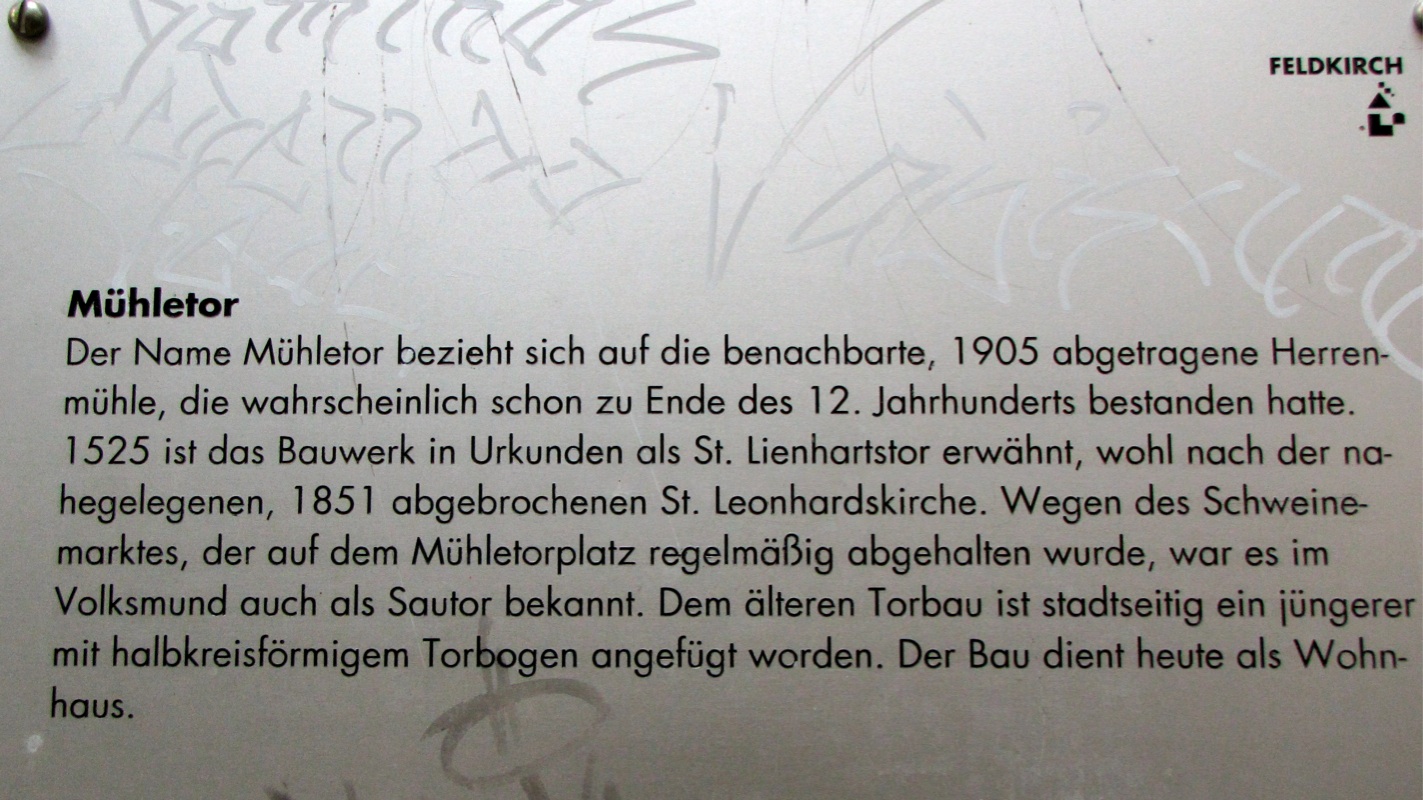 FELDKIRCH
Mühletor
Der Name Mühletor bezieht sich auf die benachbarte, 1905 abgetragene Herren-
mühle, die wahrscheinlich schon zu Ende des 12. Jahrhunderts bestanden hatte.
1525 ist das Bauwerk in Urkunden als St. Lienhartstor erwähnt, wohl nach der na-
hegelegenen, 1851 abgebrochenen St. Leonhardskirche. Wegen des Schweine-
marktes, der auf dem Mühletorplatz regelmäßig abgehalten wurde, war es im
Volksmund auch als Sautor bekannt. Dem älteren Torbau ist stadtseitig ein jüngerer
mit halbkreisförmigem Torbogen angefügt worden. Der Bau dient heute als Wohn-
haus.